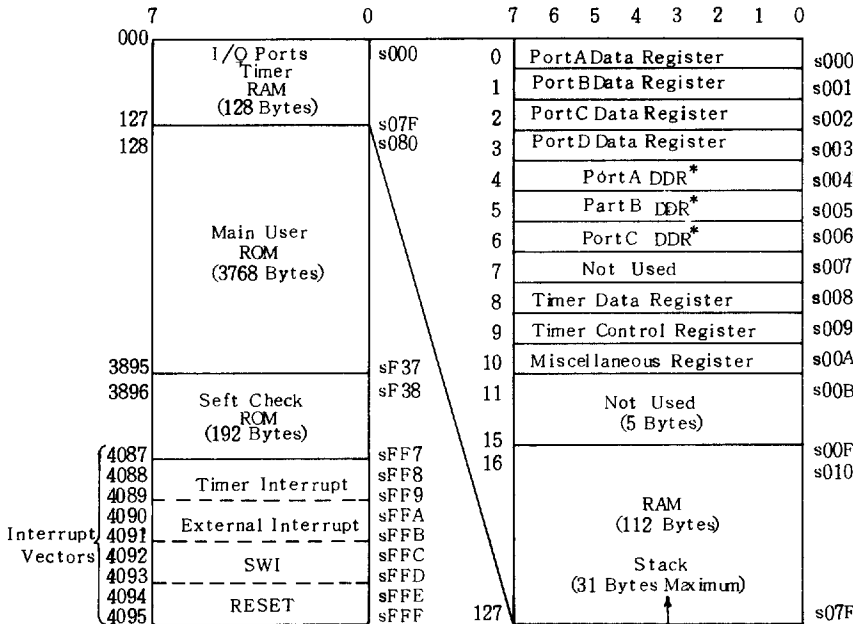 7 0
000 I/O Ports s000
Timer
RAM
(128 Bytes)
127 s07F
128 s080
Main User
ROM
(3768 Bytes)
3895 sF37
3896 sF38
Seft Check
ROM
(192 Bytes)
4087 sFF7
4088 sFF8
Timer Interrupt
4089 sFF9
4090 sFFA
External Interrupt
4091 sFFB
4092 sFFC
SWI
4093 sFFD
4094 sFFE
RESET
4095 sFFF
Interrupt
Vectors
7 6 5 4 3 2 1 0
0 Port A Data Register s000
1 Port B Data Register s001
2 Port C Data Register s002
3 Port D Data Register s003
4 Port A DDR* s004
5 Part B DDR* s005
6 Port C DDR* s006
7 Not Used s007
8 Timer Data Register s008
9 Timer Control Register s009
10 Miscellaneous Register s00A
11 s00B
Not Used
(5 Bytes)
15 s00F
16 s010
RAM
(112 Bytes)
Stack
(31 Bytes Maximum)
127 s07F